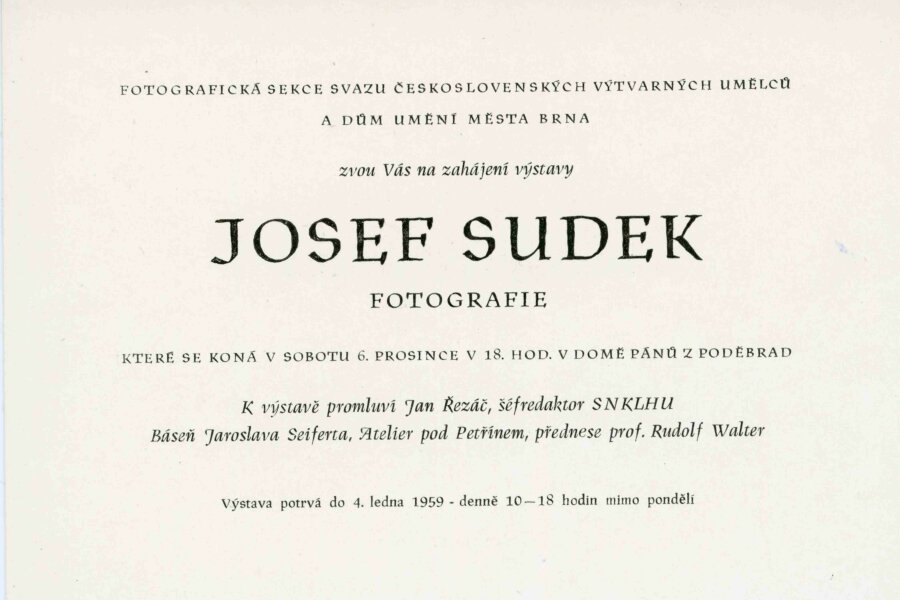 FOTOGRAFICKÁ SEKCE SVAZU ČESKOSLOVENSKÝCH VÝTVARNÝCH UMĚLCŮ
A DŮM UMĚNÍ MĚSTA BRNA
zvou Vás na zahájení výstavy
JOSEF SUDEK
FOTOGRAFIE
KTERÉ SE KONÁ V SOBOTU 6. PROSINCE V 18. HOD. V DOMĚ PÁNŮ Z PODĚBRAD
K výstavě promluví Jan Řezáč, šéfredaktor SNKLHU
Báseň Jaroslava Seiferta, Atelier pod Petřínem, přednese prof. Rudolf Walter
Výstava potrvá do 4. ledna 1959 - denně 10—18 hodin mimo pondělí